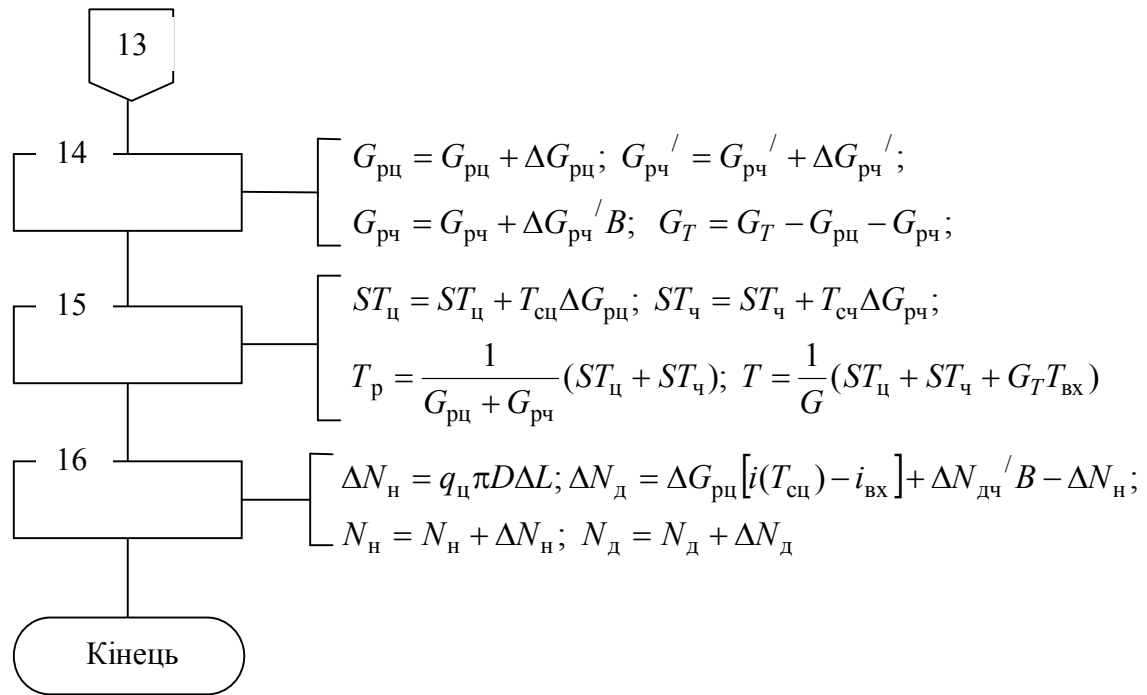 13
14
G_рц = G_рц + ΔG_рц; G_рч^/ = G_рч^/ + ΔG_рч^/;
G_рч = G_рч + ΔG_рч^/ B; G_T = G_T − G_рц − G_рч;
15
ST_ц = ST_ц + T_сц ΔG_рц; ST_ч = ST_ч + T_сч ΔG_рч;
T_р = 1/(G_рц + G_рч) (ST_ц + ST_ч); T = 1/G (ST_ц + ST_ч + G_T T_вх)
16
ΔN_н = q_ц πDΔL; ΔN_д = ΔG_рц [i(T_сц) − i_вх] + ΔN_дч^/ B − ΔN_н;
N_н = N_н + ΔN_н; N_д = N_д + ΔN_д
Кінець